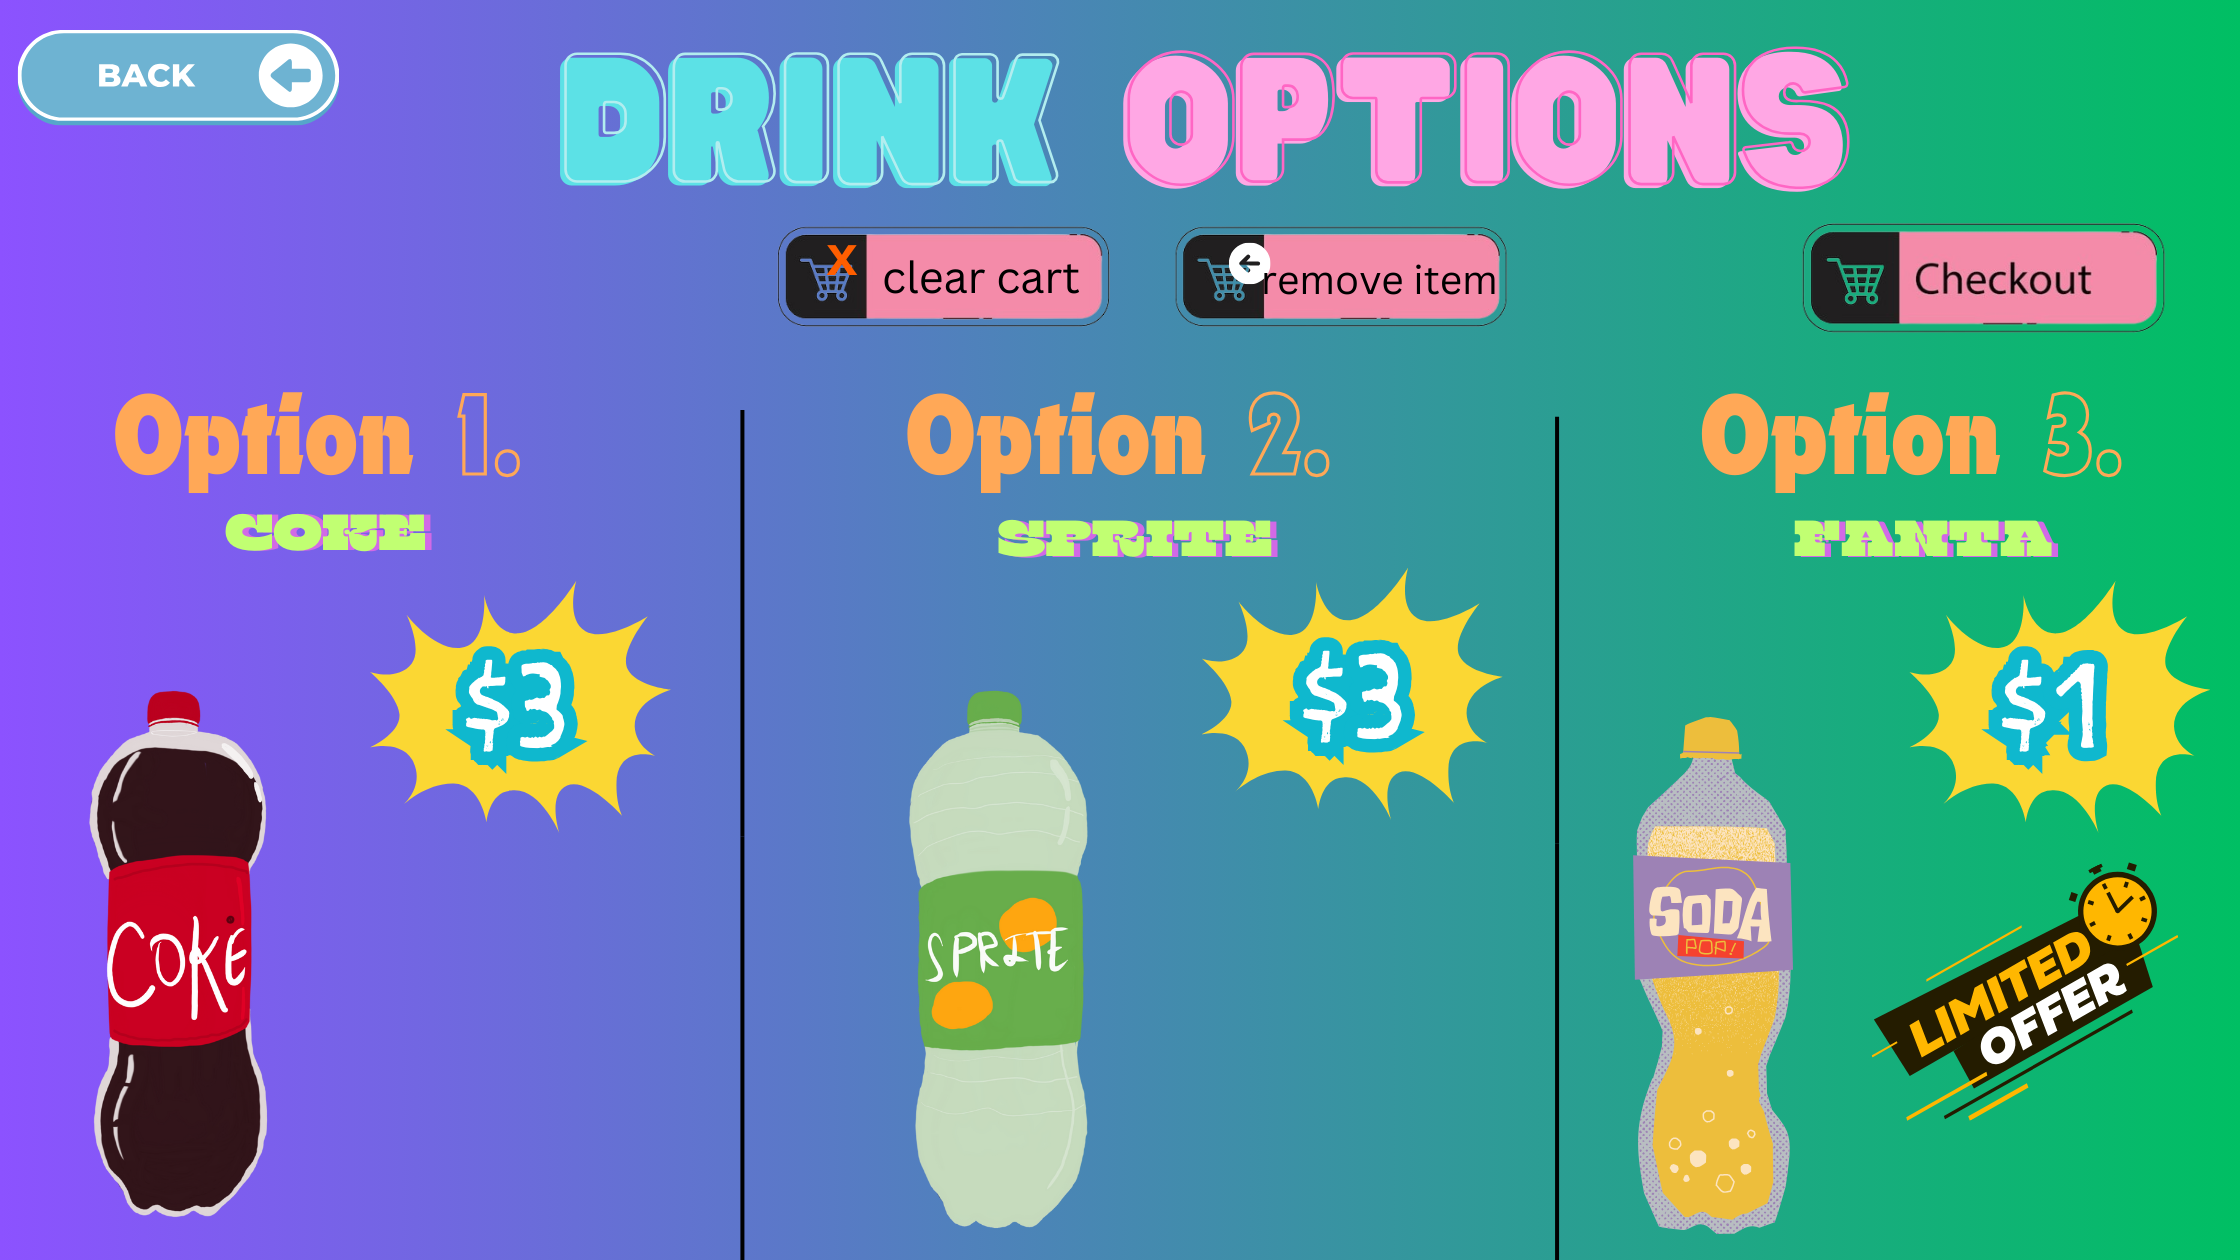 BACK
DRINK OPTIONS
X clear cart
remove item
Checkout
Option 1.
COKE
$3
COKE
Option 2.
SPRITE
$3
SPRITE
Option 3.
FANTA
$1
SODA
POP!
LIMITED
OFFER